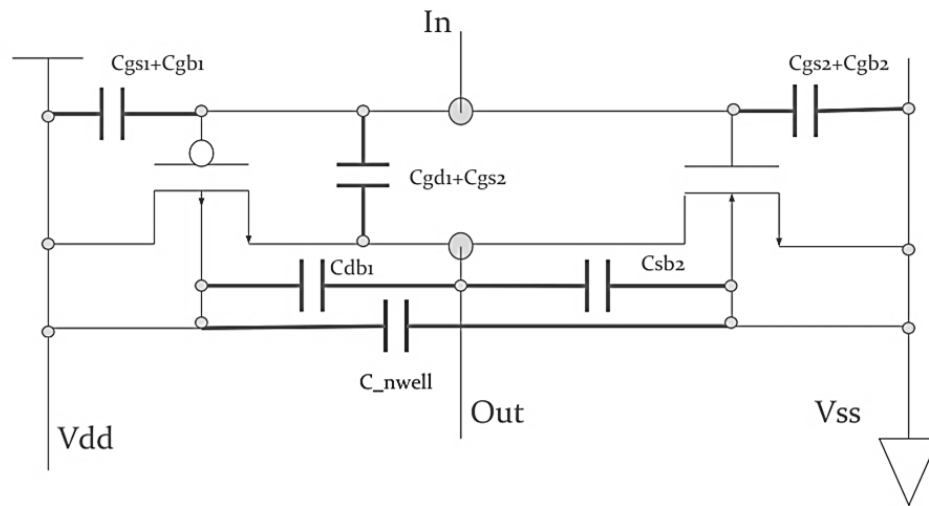 In
Cgs1+Cgb1
Cgs2+Cgb2
Cgd1+Cgs2
Cdb1
Csb2
C_nwell
Out
Vss
Vdd